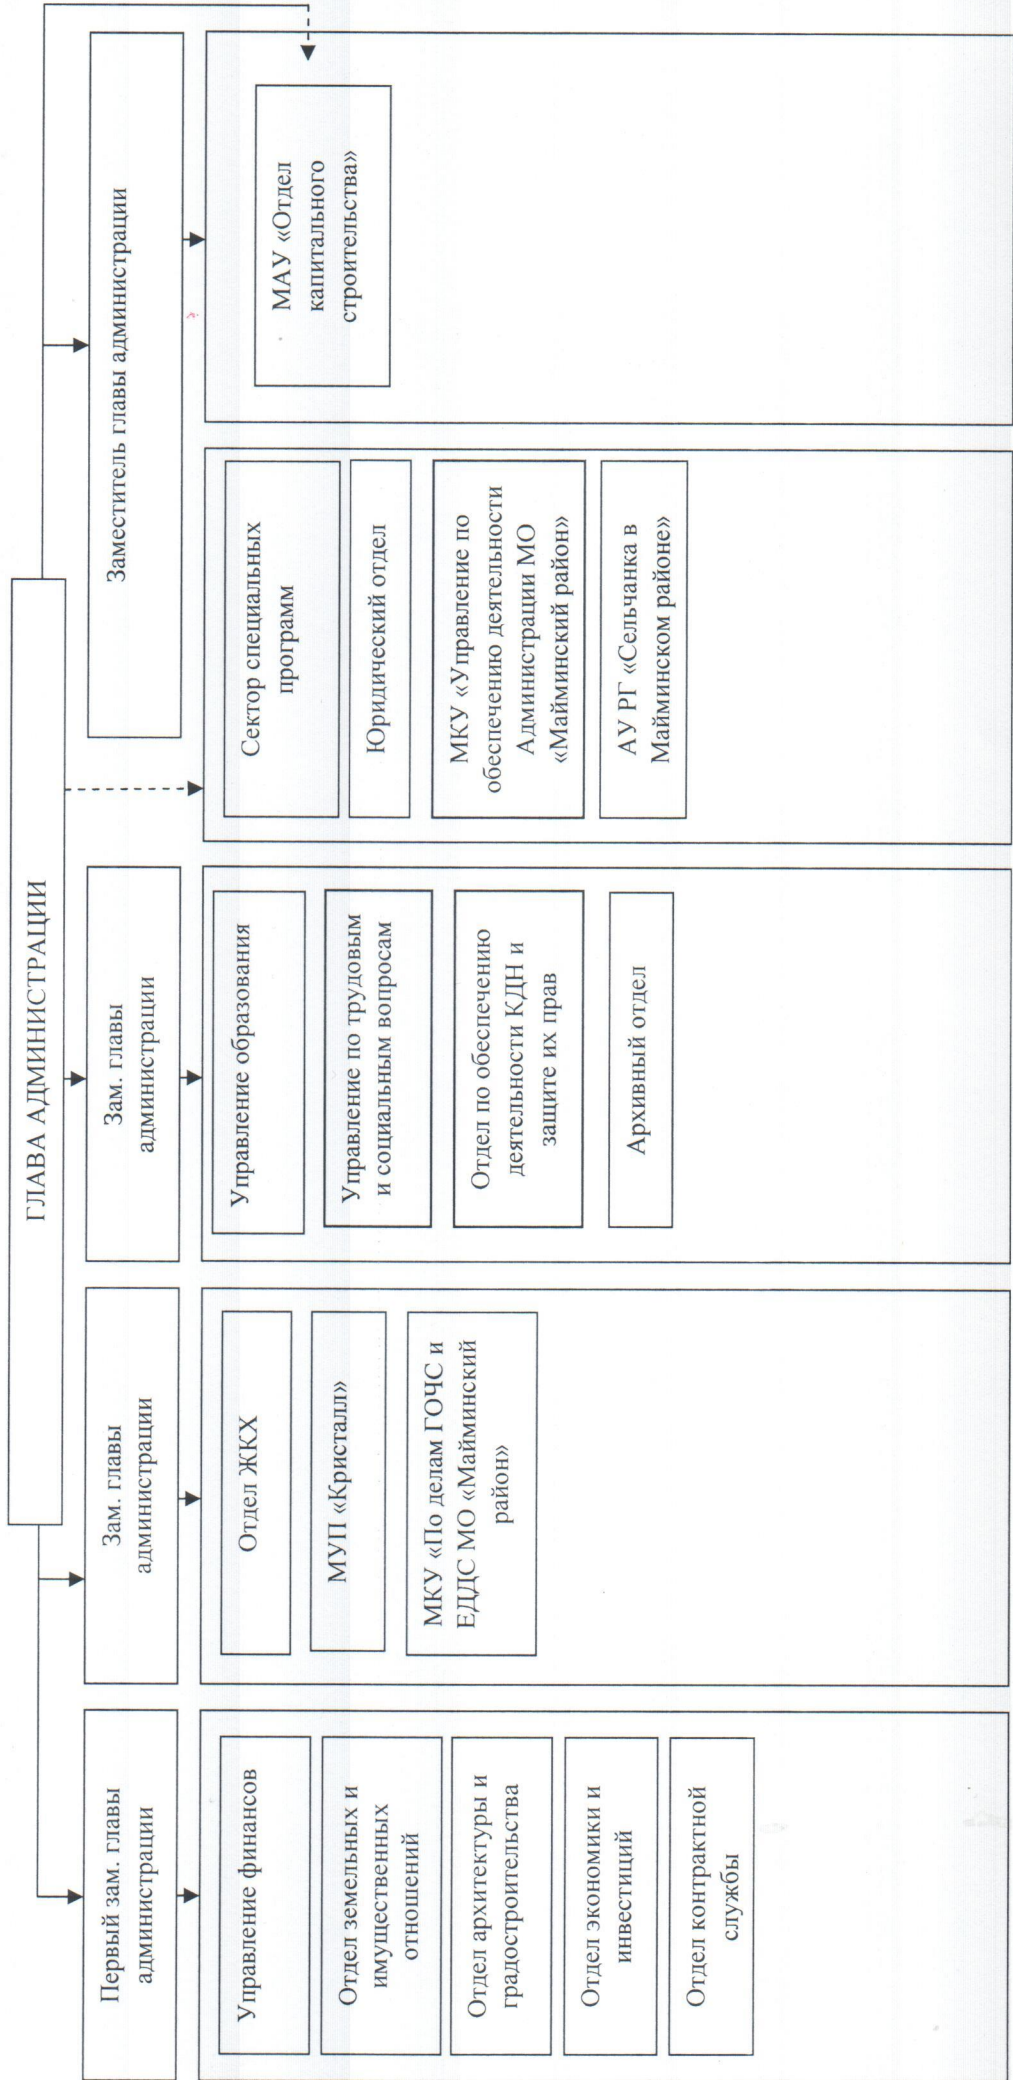 ГЛАВА АДМИНИСТРАЦИИ
Первый зам. главы
администрации
Управление финансов
Отдел земельных и
имущественных
отношений
Отдел архитектуры и
градостроительства
Отдел экономики и
инвестиций
Отдел контрактной
службы
Зам. главы
администрации
Отдел ЖКХ
МУП «Кристалл»
МКУ «По делам ГОЧС и
ЕДДС МО «Майминский
район»
Зам. главы
администрации
Управление образования
Управление по трудовым
и социальным вопросам
Отдел по обеспечению
деятельности КДН и
защите их прав
Архивный отдел
Сектор специальных
программ
Юридический отдел
МКУ «Управление по
обеспечению деятельности
Администрации МО
«Майминский район»
АУ РГ «Сельчанка в
Майминском районе»
Заместитель главы администрации
МАУ «Отдел
капитального
строительства»